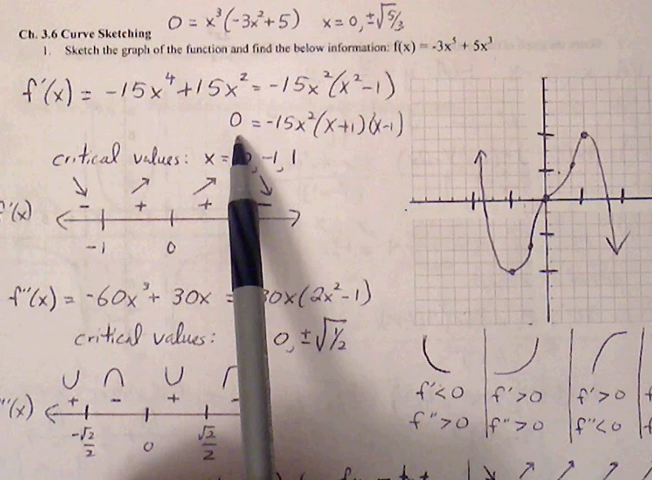 0 = x³(-3x²+5)   x = 0, ±√5/3
Ch. 3.6 Curve Sketching
1. Sketch the graph of the function and find the below information: f(x) = -3x⁵ + 5x³
f'(x) = -15x⁴ + 15x² = -15x²(x²-1)
0 = -15x²(x+1)(x-1)
critical values: x = , -1, 1
'(x) - + + -
-1 0
f''(x) = -60x³ + 30x = 30x(2x²-1)
critical values: 0, ±√1/2
''(x) + - +
-√2/2 0 √2/2
f'<0 f'>0 f'>0
f''>0 f''>0 f''<0